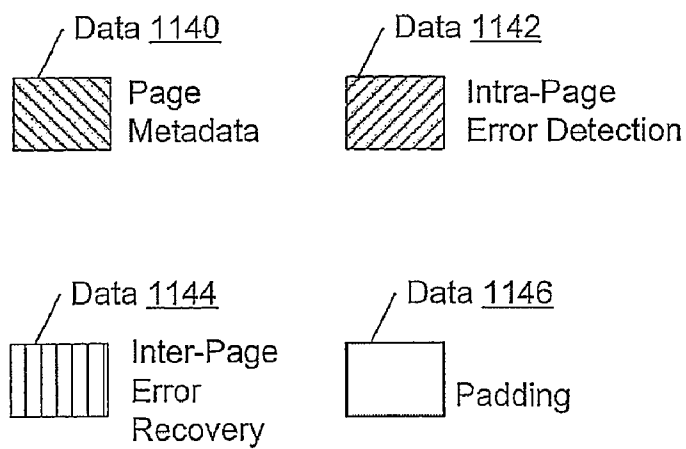 Data 1140
Page
Metadata
Data 1142
Intra-Page
Error Detection
Data 1144
Inter-Page
Error
Recovery
Data 1146
Padding